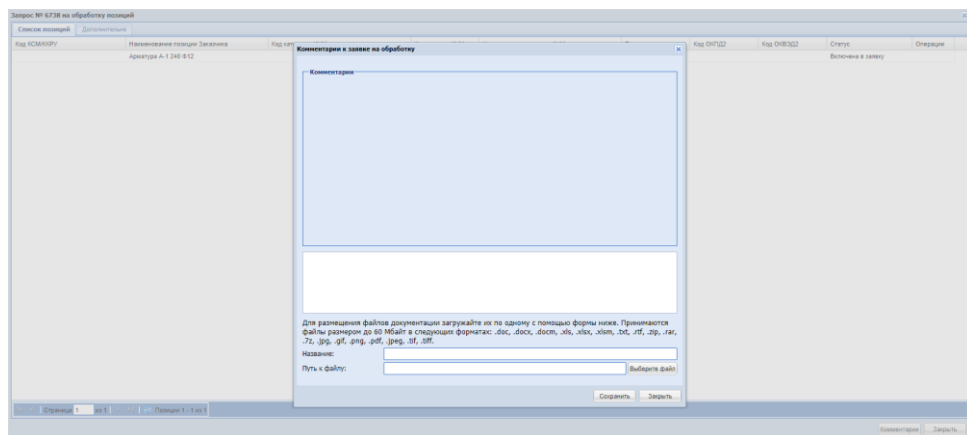 Запрос № 6738 на обработку позиций
Список позиций Дополнительно
Код КСМ/ККРУ Наименование позиции Заказчика Код Код ОКПД2 Код ОКВЭД2 Статус Операции
Арматура А-1 240 Ф12 Включена в заявку
Комментарии к заявке на обработку
Комментарии
Для размещения файлов документации загружайте их по одному с помощью формы ниже. Принимаются
файлы размером до 60 Мбайт в следующих форматах: .doc, .docx, .docm, .xls, .xlsx, .xlsm, .txt, .rtf, .zip, .rar,
.7z, .jpg, .gif, .png, .pdf, .jpeg, .tif, .tiff.
Название:
Путь к файлу: Выберите файл
Сохранить Закрыть
Страница 1 из 1 Позиции 1 - 1 из 1
Комментарии Закрыть